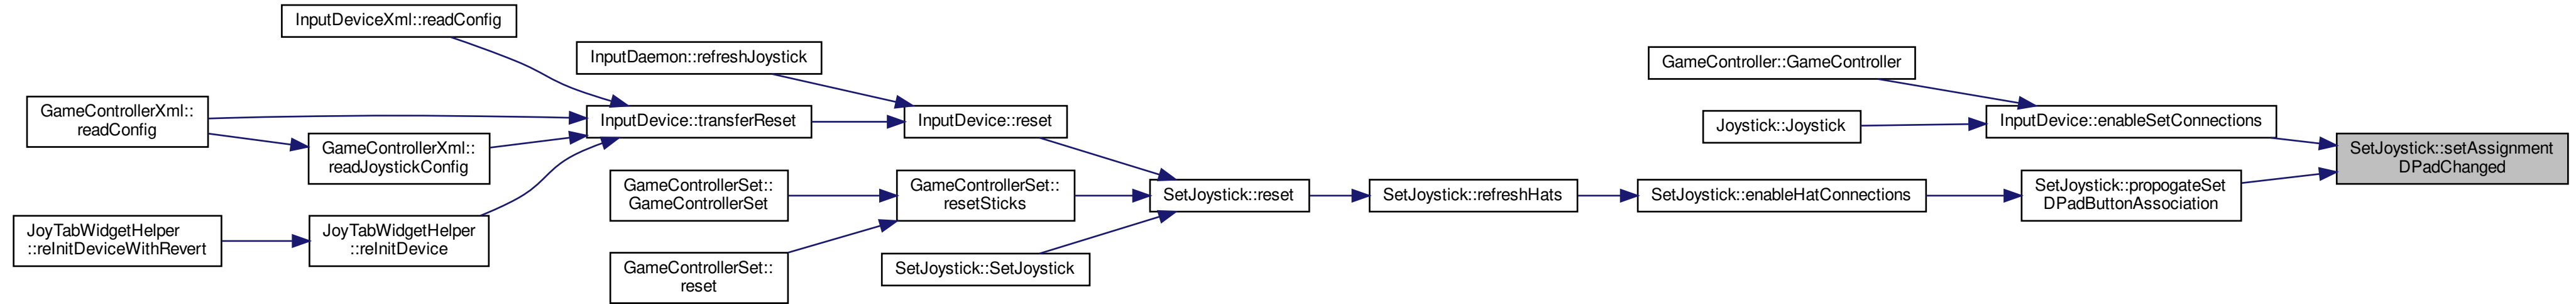 InputDeviceXml::readConfig
InputDaemon::refreshJoystick
GameController::GameController
GameControllerXml::
readConfig
InputDevice::transferReset
InputDevice::reset
Joystick::Joystick
InputDevice::enableSetConnections
GameControllerXml::
readJoystickConfig
SetJoystick::setAssignment
DPadChanged
GameControllerSet::
GameControllerSet
GameControllerSet::
resetSticks
SetJoystick::reset
SetJoystick::refreshHats
SetJoystick::enableHatConnections
SetJoystick::propogateSet
DPadButtonAssociation
JoyTabWidgetHelper
::reInitDeviceWithRevert
JoyTabWidgetHelper
::reInitDevice
GameControllerSet::
reset
SetJoystick::SetJoystick